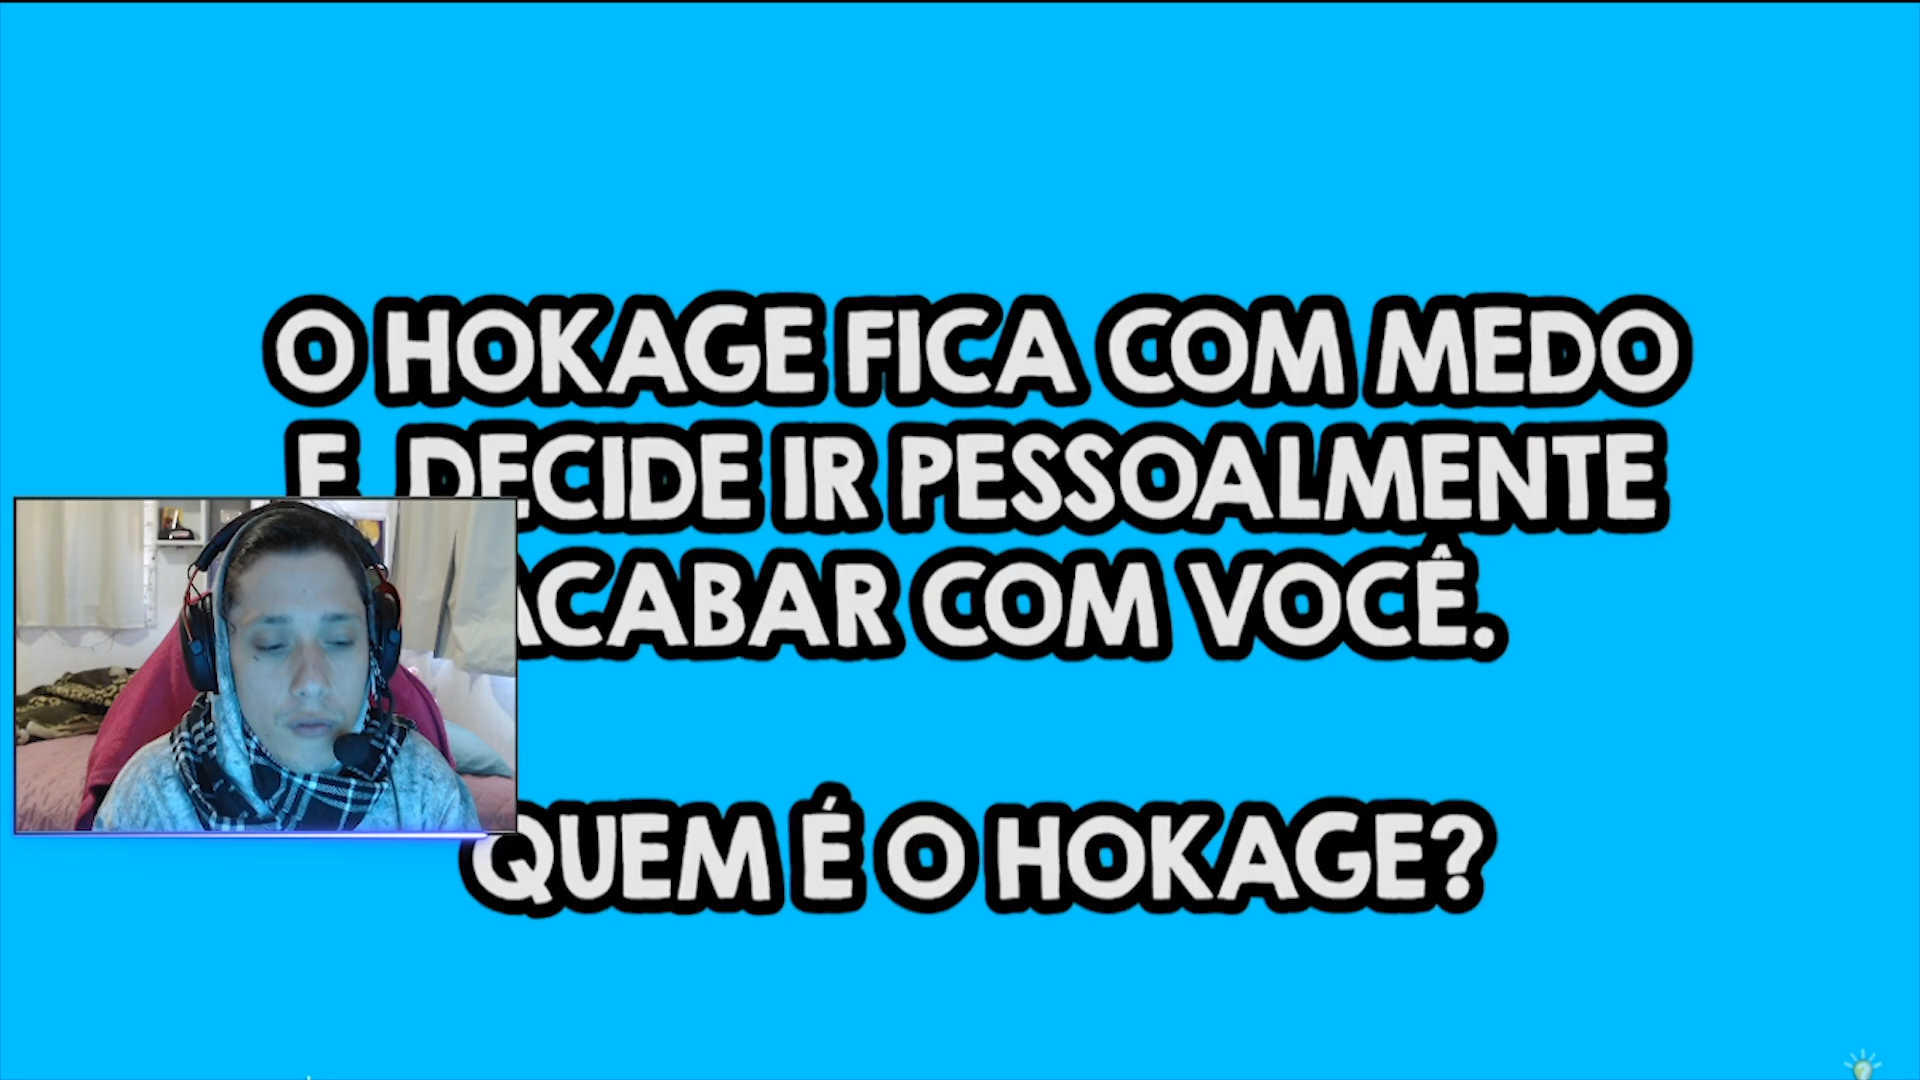 O HOKAGE FICA COM MEDO
E DECIDE IR PESSOALMENTE
ACABAR COM VOCÊ.
QUEM É O HOKAGE?